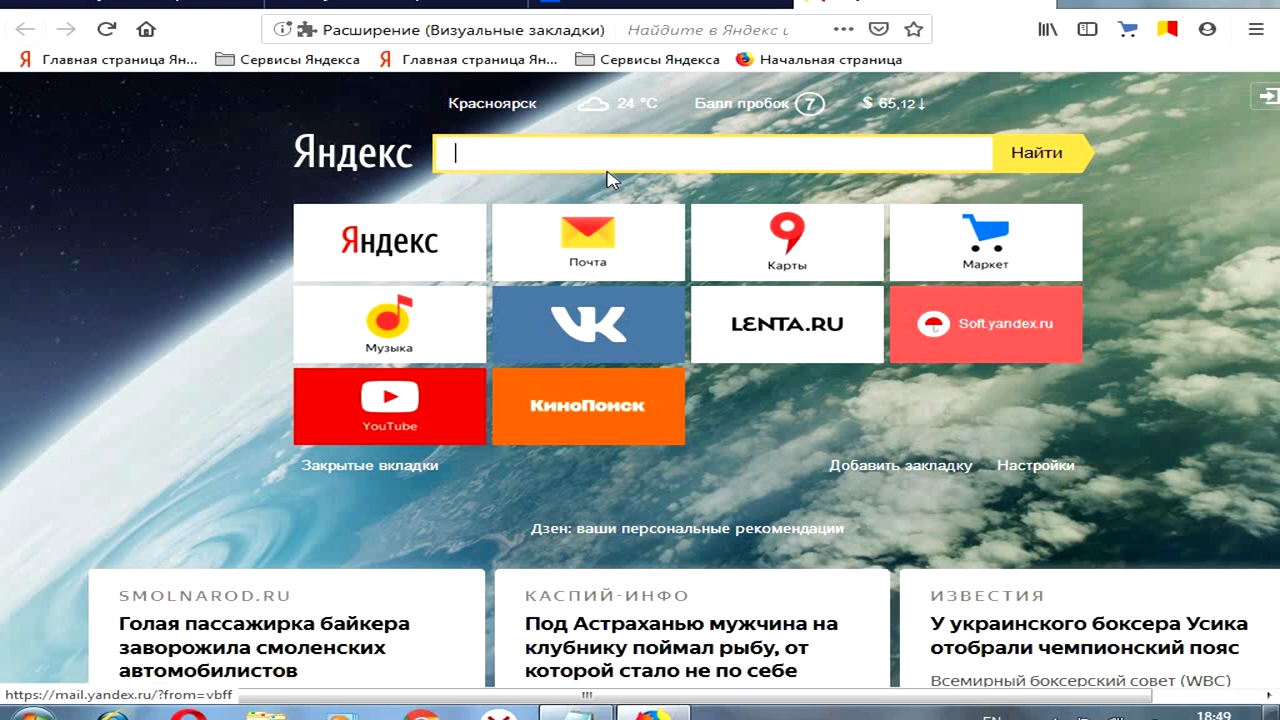 Расширение (Визуальные закладки)
Найдите в Яндекс и
Главная страница Ян...
Сервисы Яндекса
Главная страница Ян...
Сервисы Яндекса
Начальная страница
Красноярск
24 °C
Балл пробок 7
$ 65,12↓
Яндекс
Найти
Яндекс
Почта
Карты
Маркет
Музыка
LENTA.RU
Soft.yandex.ru
YouTube
КиноПоиск
Закрытые вкладки
Добавить закладку
Настройки
Дзен: ваши персональные рекомендации
SMOLNAROD.RU
Голая пассажирка байкера
заворожила смоленских
автомобилистов
КАСПИЙ-ИНФО
Под Астраханью мужчина на
клубнику поймал рыбу, от
которой стало не по себе
ИЗВЕСТИЯ
У украинского боксера Усика
отобрали чемпионский пояс
Всемирный боксерский совет (WBC)
https://mail.yandex.ru/?from=vbff
EN
18:49